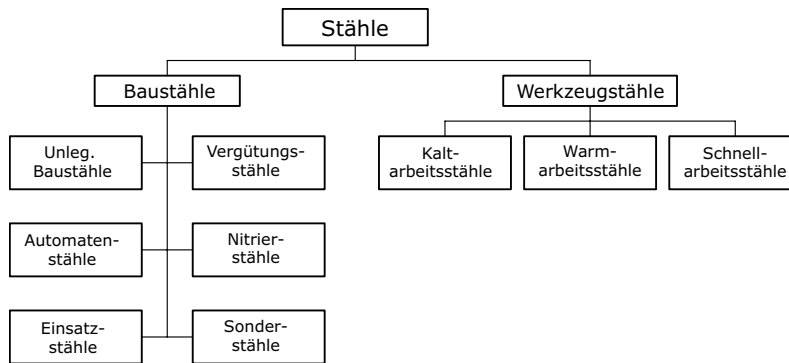 Stähle
Baustähle
Werkzeugstähle
Unleg.
Baustähle
Vergütungs-
stähle
Kalt-
arbeitsstähle
Warm-
arbeitsstähle
Schnell-
arbeitsstähle
Automaten-
stähle
Nitrier-
stähle
Einsatz-
stähle
Sonder-
stähle